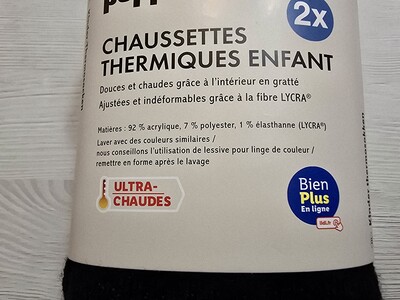 2x
CHAUSSETTES
THERMIQUES ENFANT
Douces et chaudes grâce à l'intérieur en gratté
Ajustées et indéformables grâce à la fibre LYCRA®
Matières : 92 % acrylique, 7 % polyester, 1 % élasthanne (LYCRA®)
Laver avec des couleurs similaires /
nous conseillons l'utilisation de lessive pour linge de couleur /
remettre en forme après le lavage
ULTRA-
CHAUDES
Bien
Plus
En ligne
lidl.fr